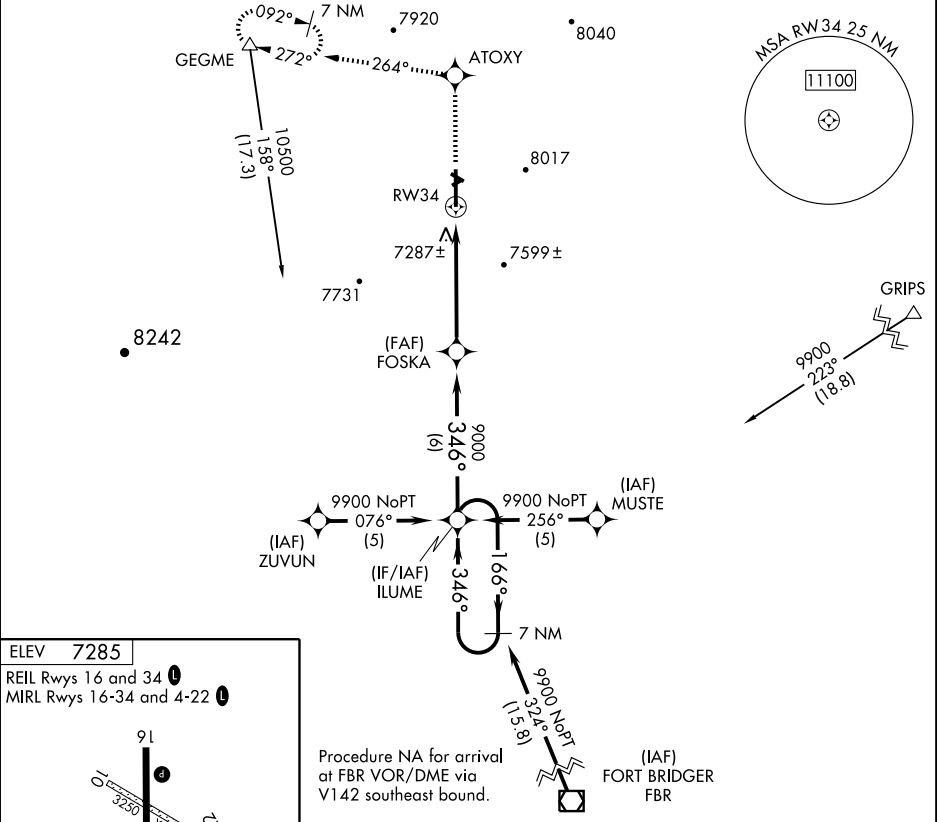 092°
7 NM
7920
8040
GEGME
272°
264°
ATOXY
MSA RW34 25 NM
11100
10500
158°
(17.3)
8017
RW34
7287±
7599±
7731
8242
GRIPS
9900
223°
(18.8)
(FAF)
FOSKA
9000
346°
(6)
9900 NoPT
076°
(5)
(IAF)
ZUVUN
9900 NoPT
256°
(5)
(IAF)
MUSTE
(IF/IAF)
ILUME
346°
166°
7 NM
9900 NoPT
324°
(15.8)
(IAF)
FORT BRIDGER
FBR
Procedure NA for arrival
at FBR VOR/DME via
V142 southeast bound.
ELEV 7285
REIL Rwys 16 and 34 L
MIRL Rwys 16-34 and 4-22 L
16
P
10
3250